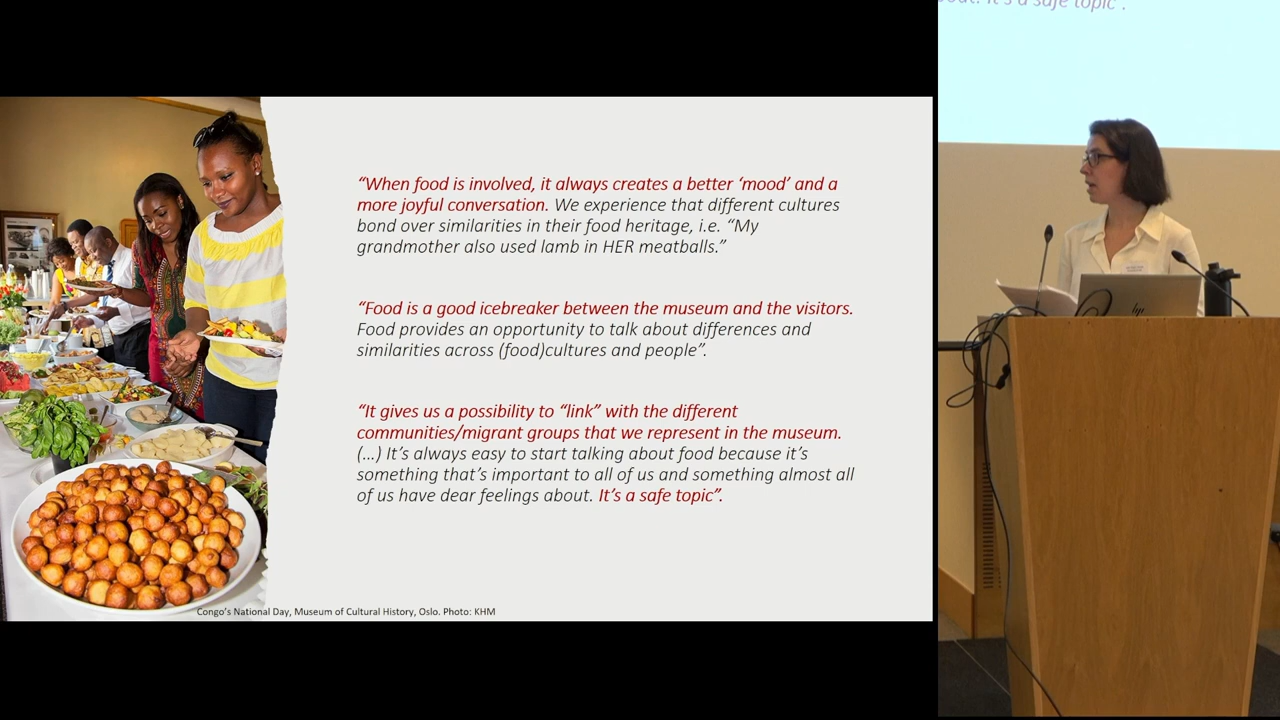 out. It's a safe topic".
“When food is involved, it always creates a better ‘mood’ and a
more joyful conversation. We experience that different cultures
bond over similarities in their food heritage, i.e. “My
grandmother also used lamb in HER meatballs.”
“Food is a good icebreaker between the museum and the visitors.
Food provides an opportunity to talk about differences and
similarities across (food)cultures and people”.
“It gives us a possibility to “link” with the different
communities/migrant groups that we represent in the museum.
(…) It’s always easy to start talking about food because it’s
something that’s important to all of us and something almost all
of us have dear feelings about. It’s a safe topic”.
Congo’s National Day, Museum of Cultural History, Oslo. Photo: KHM
hp